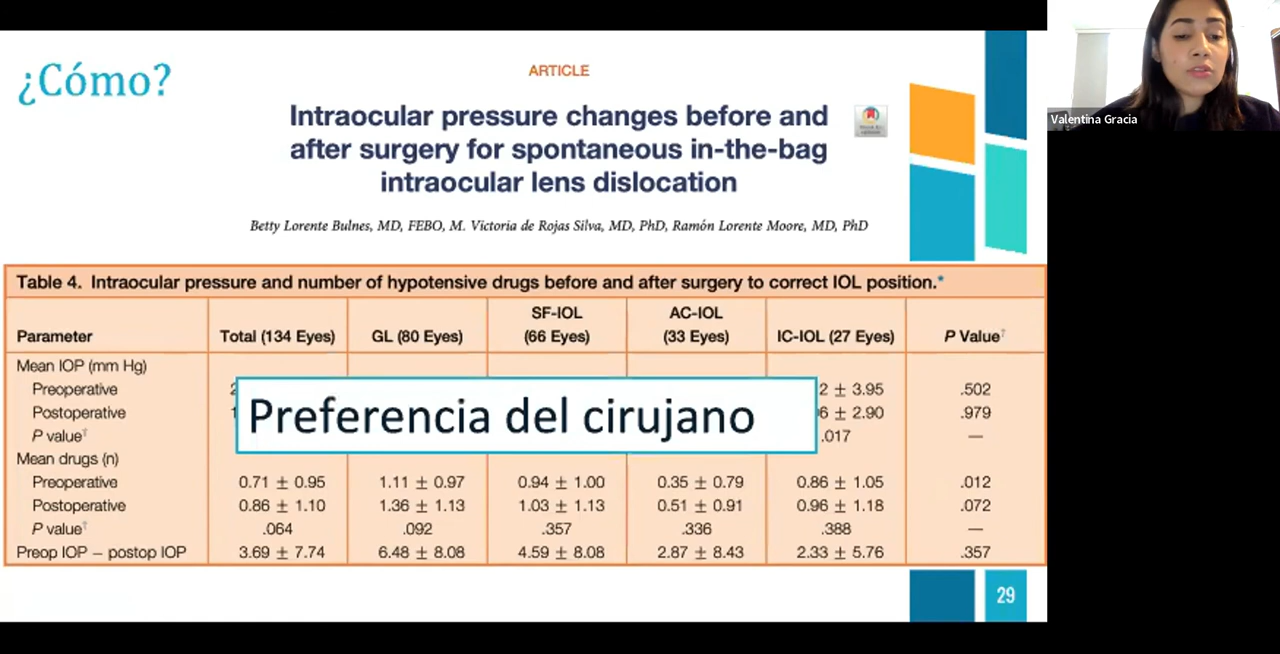 ¿Cómo?
ARTICLE
Intraocular pressure changes before and
after surgery for spontaneous in-the-bag
intraocular lens dislocation
Betty Lorente Bulnes, MD, FEBO, M. Victoria de Rojas Silva, MD, PhD, Ramón Lorente Moore, MD, PhD
Valentina Gracia
Table 4. Intraocular pressure and number of hypotensive drugs before and after surgery to correct IOL position.*
Parameter Total (134 Eyes) GL (80 Eyes) SF-IOL (66 Eyes) AC-IOL (33 Eyes) IC-IOL (27 Eyes) P Value†
Mean IOP (mm Hg)
Preoperative 2 ± 3.95 .502
Postoperative 6 ± 2.90 .979
P value† .017 —
Preferencia del cirujano
Mean drugs (n)
Preoperative 0.71 ± 0.95 1.11 ± 0.97 0.94 ± 1.00 0.35 ± 0.79 0.86 ± 1.05 .012
Postoperative 0.86 ± 1.10 1.36 ± 1.13 1.03 ± 1.13 0.51 ± 0.91 0.96 ± 1.18 .072
P value† .064 .092 .357 .336 .388 —
Preop IOP − postop IOP 3.69 ± 7.74 6.48 ± 8.08 4.59 ± 8.08 2.87 ± 8.43 2.33 ± 5.76 .357
29